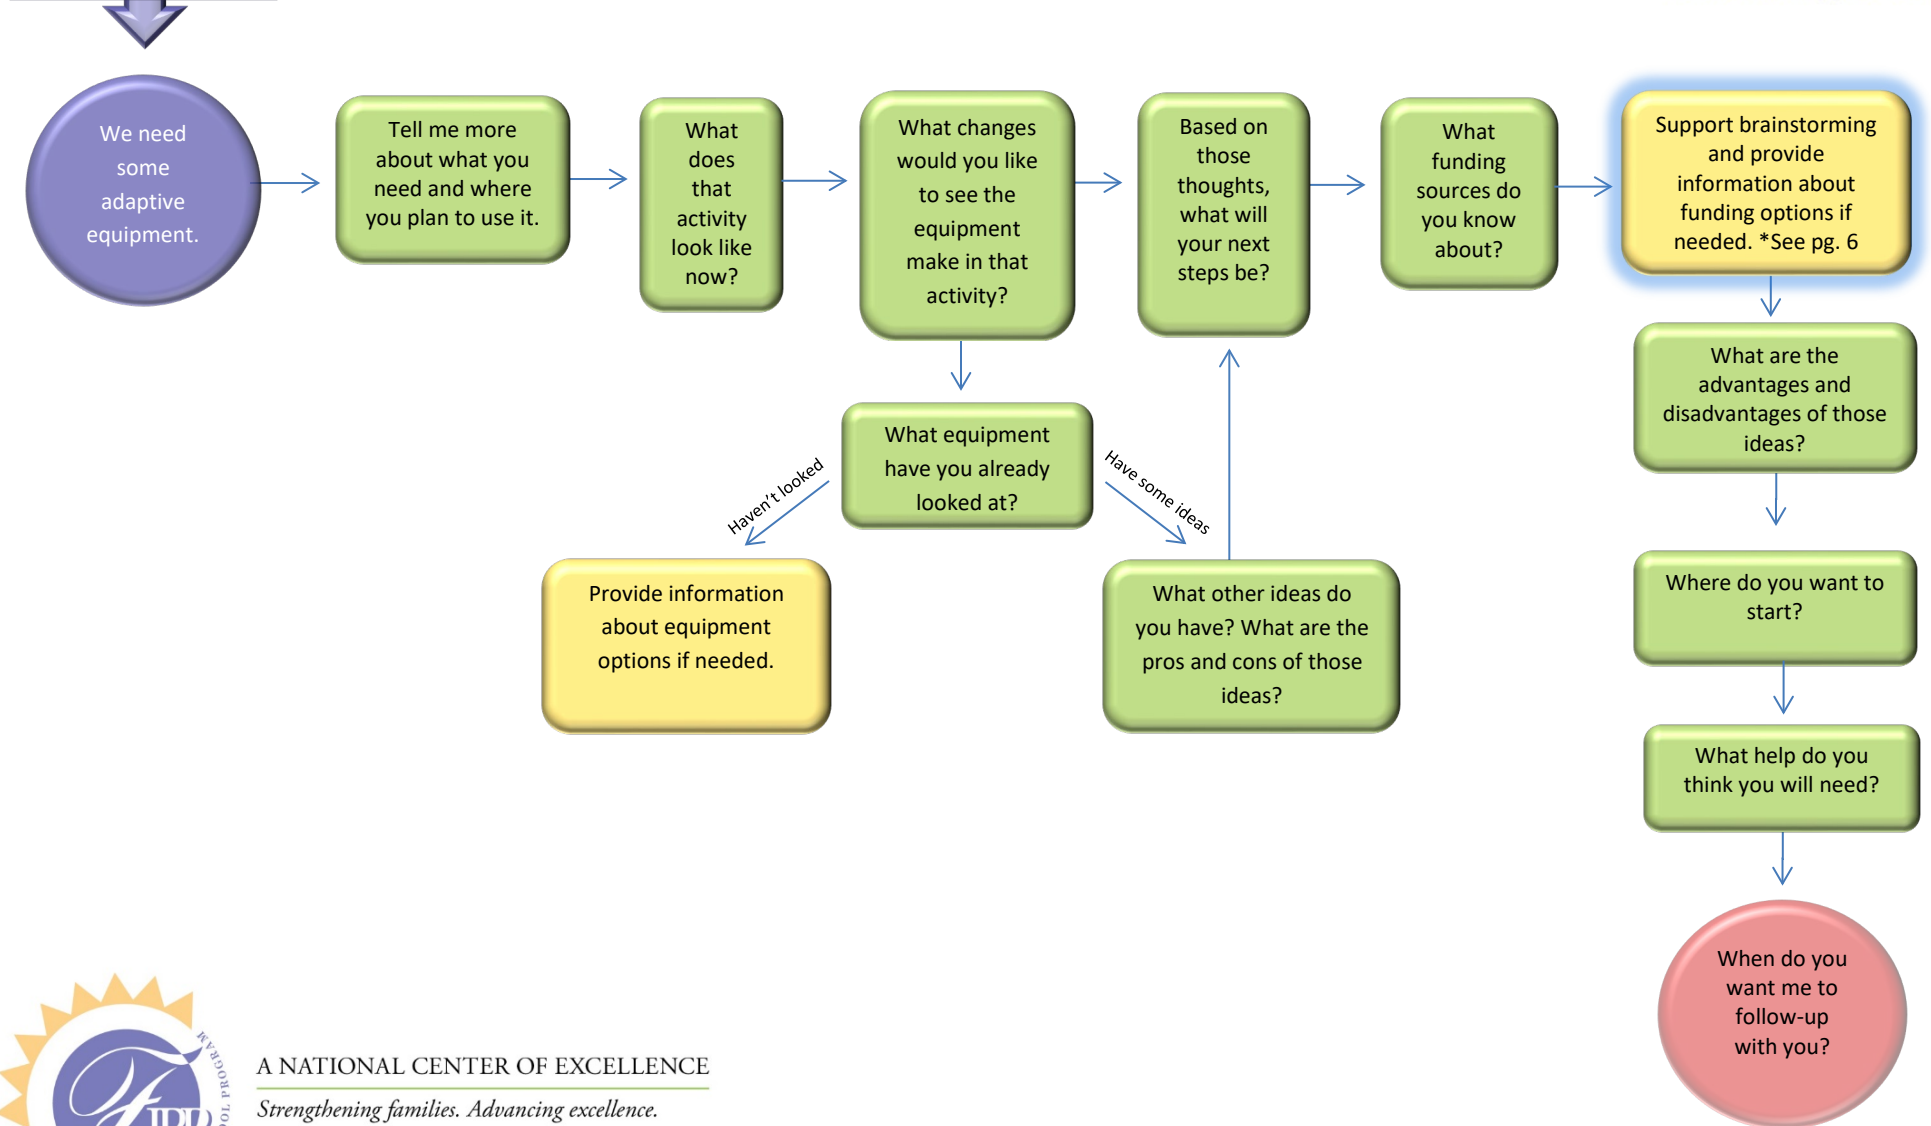 We need
some
adaptive
equipment.
Tell me more
about what you
need and where
you plan to use it.
What
does
that
activity
look like
now?
What changes
would you like
to see the
equipment
make in that
activity?
Based on
those
thoughts,
what will
your next
steps be?
What
funding
sources do
you know
about?
Support brainstorming
and provide
information about
funding options if
needed. *See pg. 6
What are the
advantages and
disadvantages of those
ideas?
What equipment
have you already
looked at?
Haven't looked
Have some ideas
Provide information
about equipment
options if needed.
What other ideas do
you have? What are the
pros and cons of those
ideas?
Where do you want to
start?
What help do you
think you will need?
When do you
want me to
follow-up
with you?
PROGRAM
A NATIONAL CENTER OF EXCELLENCE
Strengthening families. Advancing excellence.